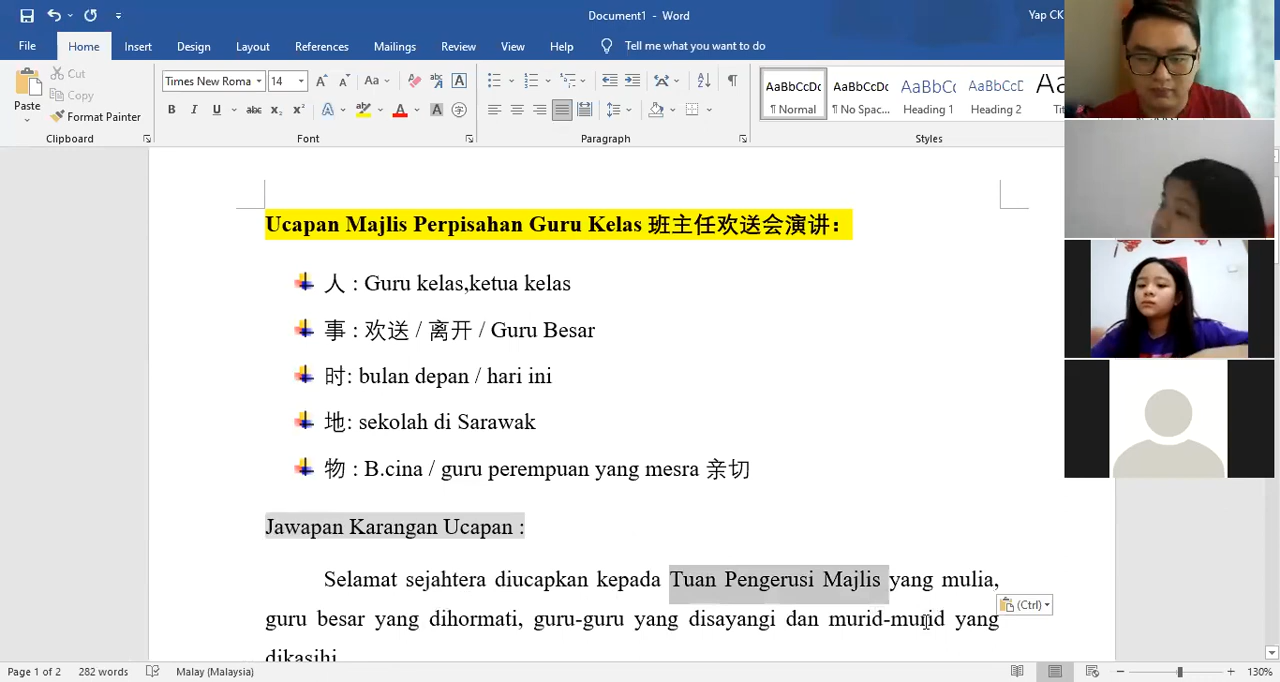 Document1 - Word
Yap CK
File Home Insert Design Layout References Mailings Review View Help Tell me what you want to do
Cut
Copy
Paste
Format Painter
Times New Roma 14
AaBbCcDc AaBbCcDc AaBbC AaBbCcD
¶ Normal ¶ No Spac... Heading 1 Heading 2
Clipboard Font Paragraph Styles
Ucapan Majlis Perpisahan Guru Kelas 班主任欢送会演讲：
人 : Guru kelas,ketua kelas
事 : 欢送 / 离开 / Guru Besar
时: bulan depan / hari ini
地: sekolah di Sarawak
物 : B.cina / guru perempuan yang mesra 亲切
Jawapan Karangan Ucapan :
Selamat sejahtera diucapkan kepada Tuan Pengerusi Majlis yang mulia,
(Ctrl)
guru besar yang dihormati, guru-guru yang disayangi dan murid-murid yang
dikasihi
Page 1 of 2 282 words Malay (Malaysia) 130%